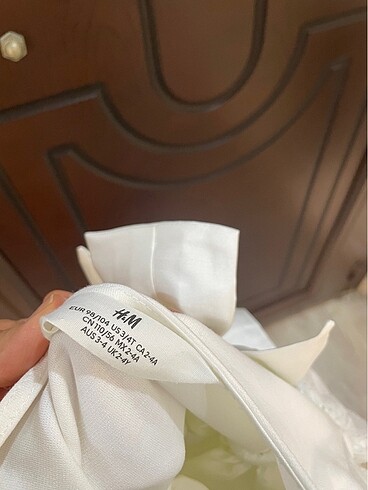 H&M
EUR 98/104 US 3/4T CA 2-4A
CN 110/56 MX 2-4A
AUS 3-4 UK 2-4Y